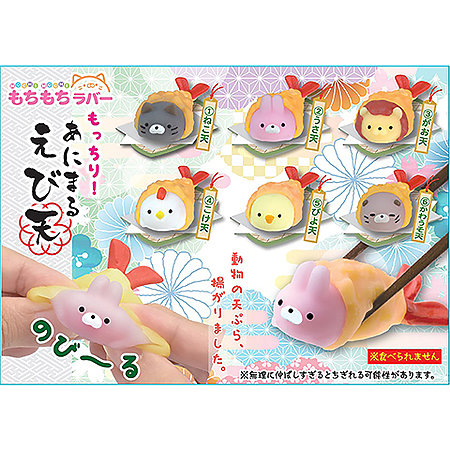 MOCHI MOCHI
もちもちラバー
もっちり！
あにまる
えび天
①ねこ天
②うさ天
③がお天
④こけ天
⑤ぴよ天
⑥かわうそ天
のび〜る
動物の天ぷら、
揚がりました。
※食べられません
※無理に伸ばしすぎるとちぎれる可能性があります。